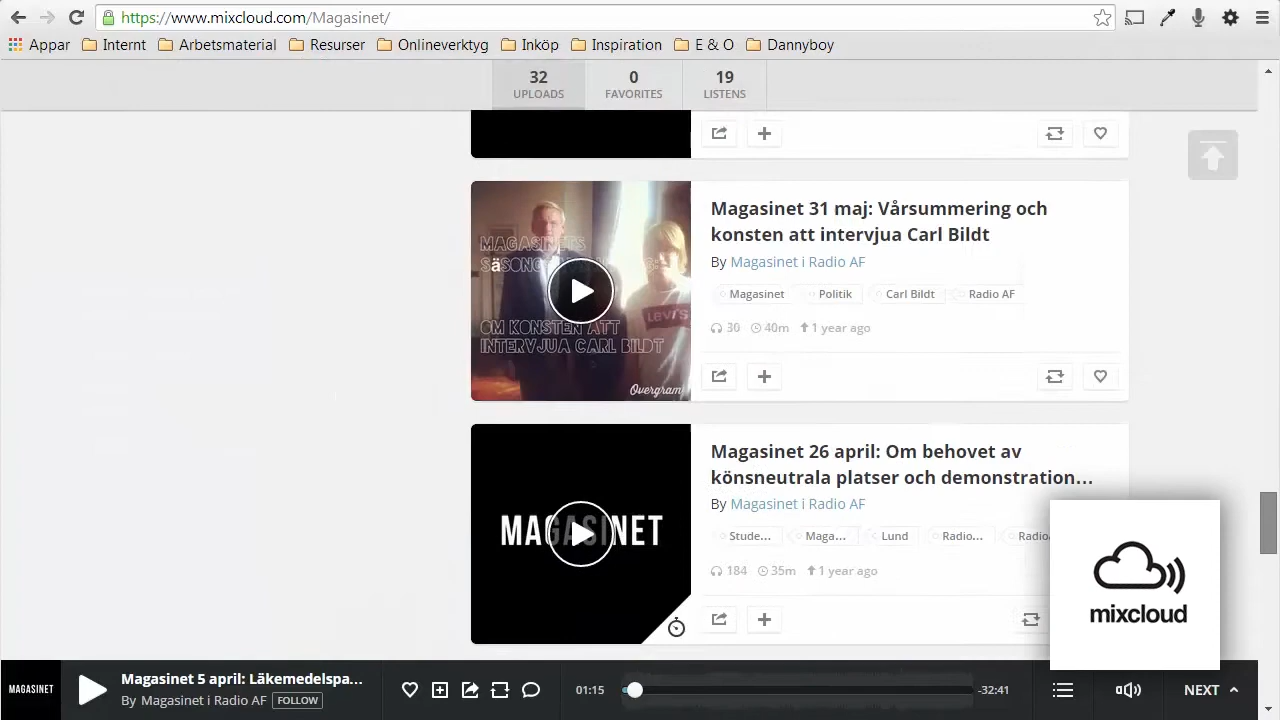 https://www.mixcloud.com/Magasinet/
Appar Internt Arbetsmaterial Resurser Onlineverktyg Inköp Inspiration E & O Dannyboy
32 0 19
UPLOADS FAVORITES LISTENS
Magasinet 31 maj: Vårsummering och
konsten att intervjua Carl Bildt
By Magasinet i Radio AF
Magasinet Politik Carl Bildt Radio AF
30 40m 1 year ago
MAGASINETS
OM KONSTEN ATT
INTERVJUA CARL BILDT
LEVI'S
Overgram
Magasinet 26 april: Om behovet av
könsneutrala platser och demonstration...
By Magasinet i Radio AF
Stude... Maga... Lund Radio... Radio
184 35m 1 year ago
MAGASINET
mixcloud
MAGASINET
Magasinet 5 april: Läkemedelspa...
By Magasinet i Radio AF FOLLOW
01:15 -32:41 NEXT